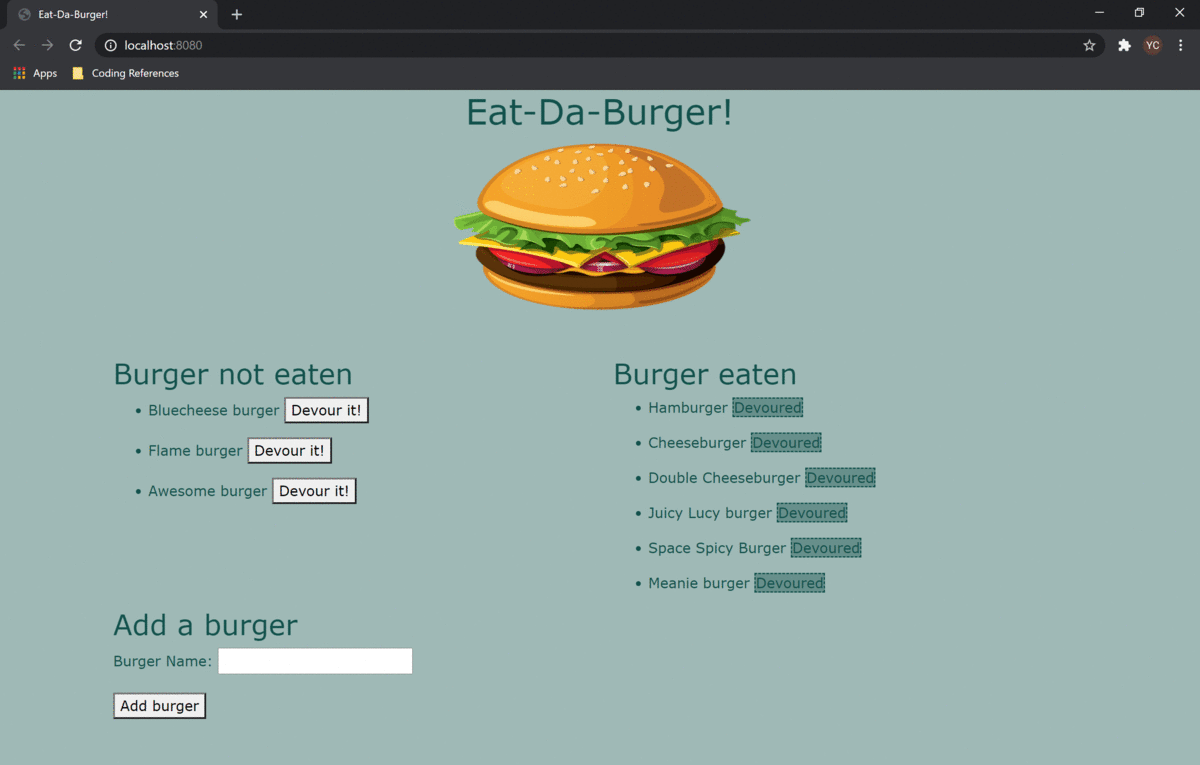 Eat-Da-Burger!
localhost:8080
YC
Apps
Coding References
Eat-Da-Burger!
Burger not eaten
Bluecheese burger Devour it!
Flame burger Devour it!
Awesome burger Devour it!
Burger eaten
Hamburger Devoured
Cheeseburger Devoured
Double Cheeseburger Devoured
Juicy Lucy burger Devoured
Space Spicy Burger Devoured
Meanie burger Devoured
Add a burger
Burger Name:
Add burger